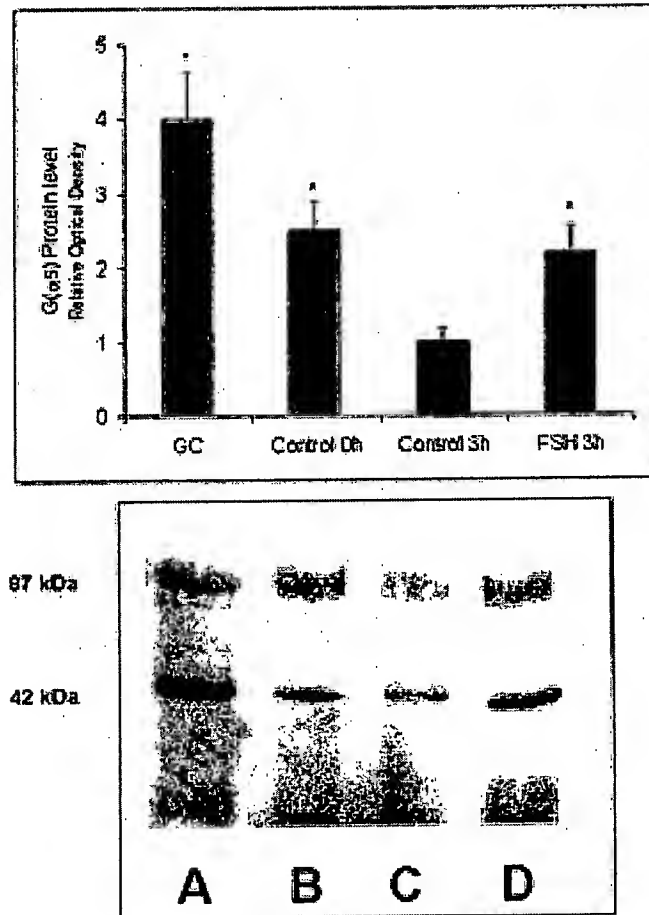 5
4
3
2
1
0
G(α5) Protein level
Relative Optical Density
*
a
a
GC
Control 0h
Control 3h
FSH 3h
87 kDa
42 kDa
A B C D